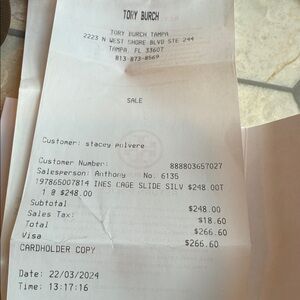 TORY BURCH
TORY BURCH TAMPA
2223 N WEST SHORE BLVD STE 244
TAMPA, FL 33607
813-873-8569
SALE
Customer: stacey pulvere
Customer Number: 888803657027
Salesperson: Anthony No. 6135
197865007814 INES CAGE SLIDE SILV $248.00T
1 @ $248.00
Subtotal $248.00
Sales Tax: $18.60
Total $266.60
Visa $266.60
CARDHOLDER COPY
Date: 22/03/2024
Time: 13:17:16